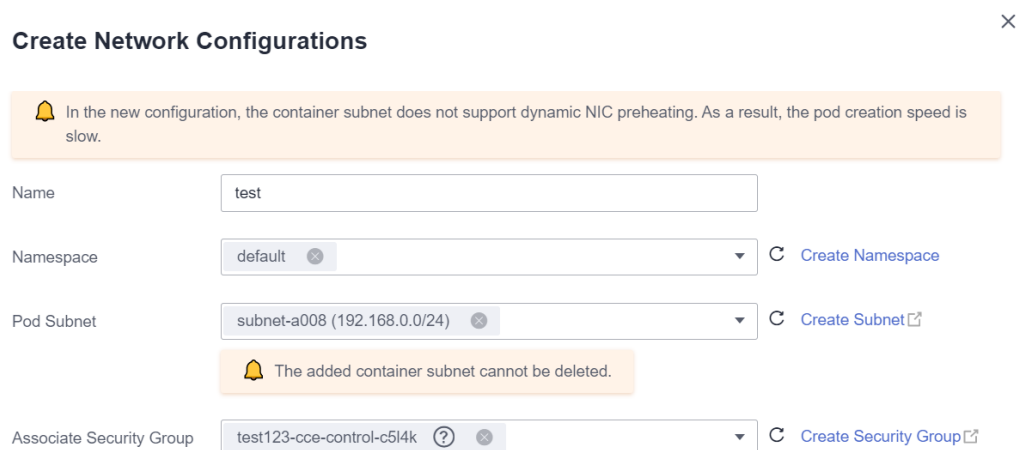 Create Network Configurations
In the new configuration, the container subnet does not support dynamic NIC preheating. As a result, the pod creation speed is
slow.
Name
test
Namespace
default
Create Namespace
Pod Subnet
subnet-a008 (192.168.0.0/24)
Create Subnet
The added container subnet cannot be deleted.
Associate Security Group
test123-cce-control-c5l4k
Create Security Group